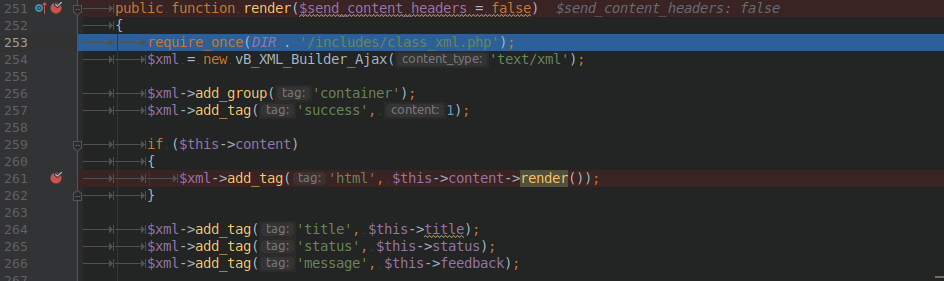 251 public function render($send_content_headers = false) $send_content_headers: false
252 {
253 require_once(DIR . '/includes/class_xml.php');
254 $xml = new vB_XML_Builder_Ajax( content_type: 'text/xml');
255
256 $xml->add_group( tag: 'container');
257 $xml->add_tag( tag: 'success', content: 1);
258
259 if ($this->content)
260 {
261 $xml->add_tag( tag: 'html', $this->content->render());
262 }
263
264 $xml->add_tag( tag: 'title', $this->title);
265 $xml->add_tag( tag: 'status', $this->status);
266 $xml->add_tag( tag: 'message', $this->feedback);
267